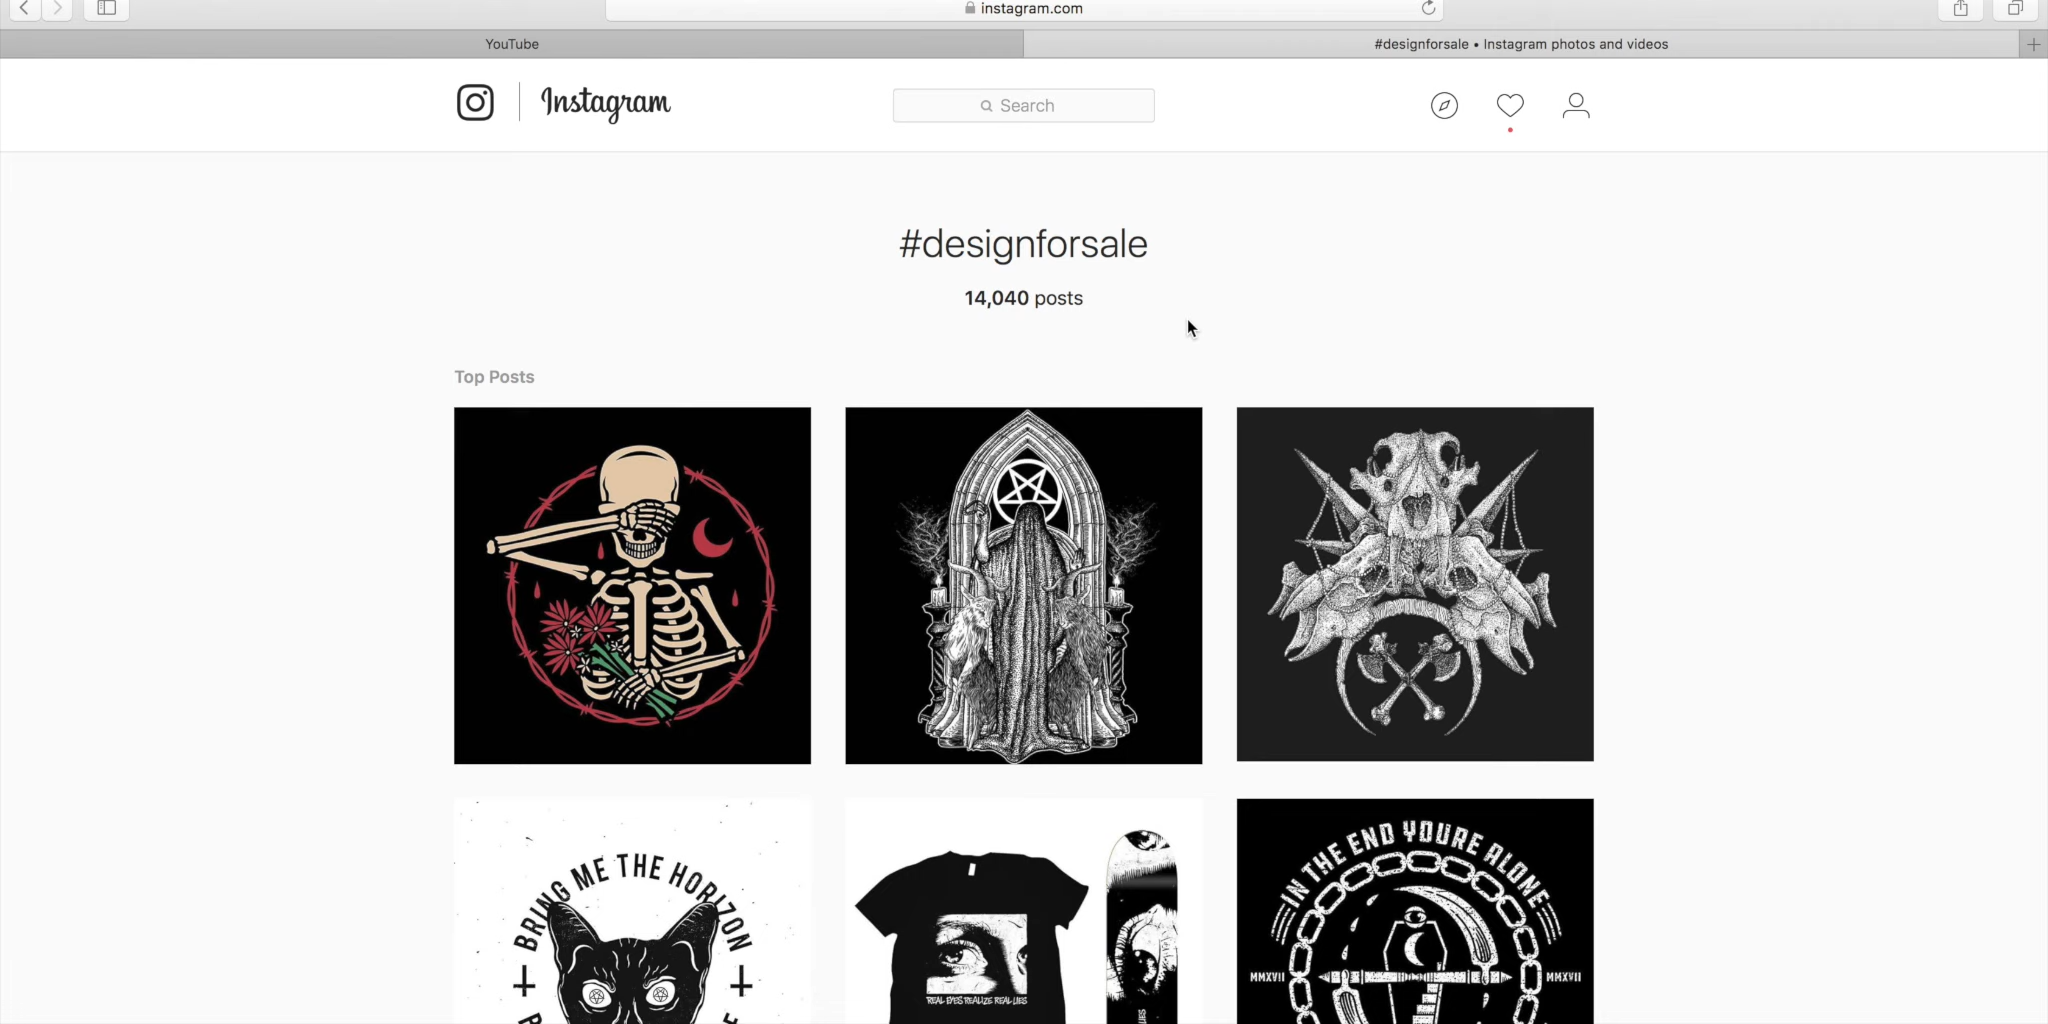 instagram.com
YouTube
#designforsale • Instagram photos and videos
Instagram
Search
#designforsale
14,040 posts
Top Posts
BRING ME THE HORIZON
REAL EYES REALIZE REAL LIES
IN THE END YOURE ALONE
MMXVII
MMXVII